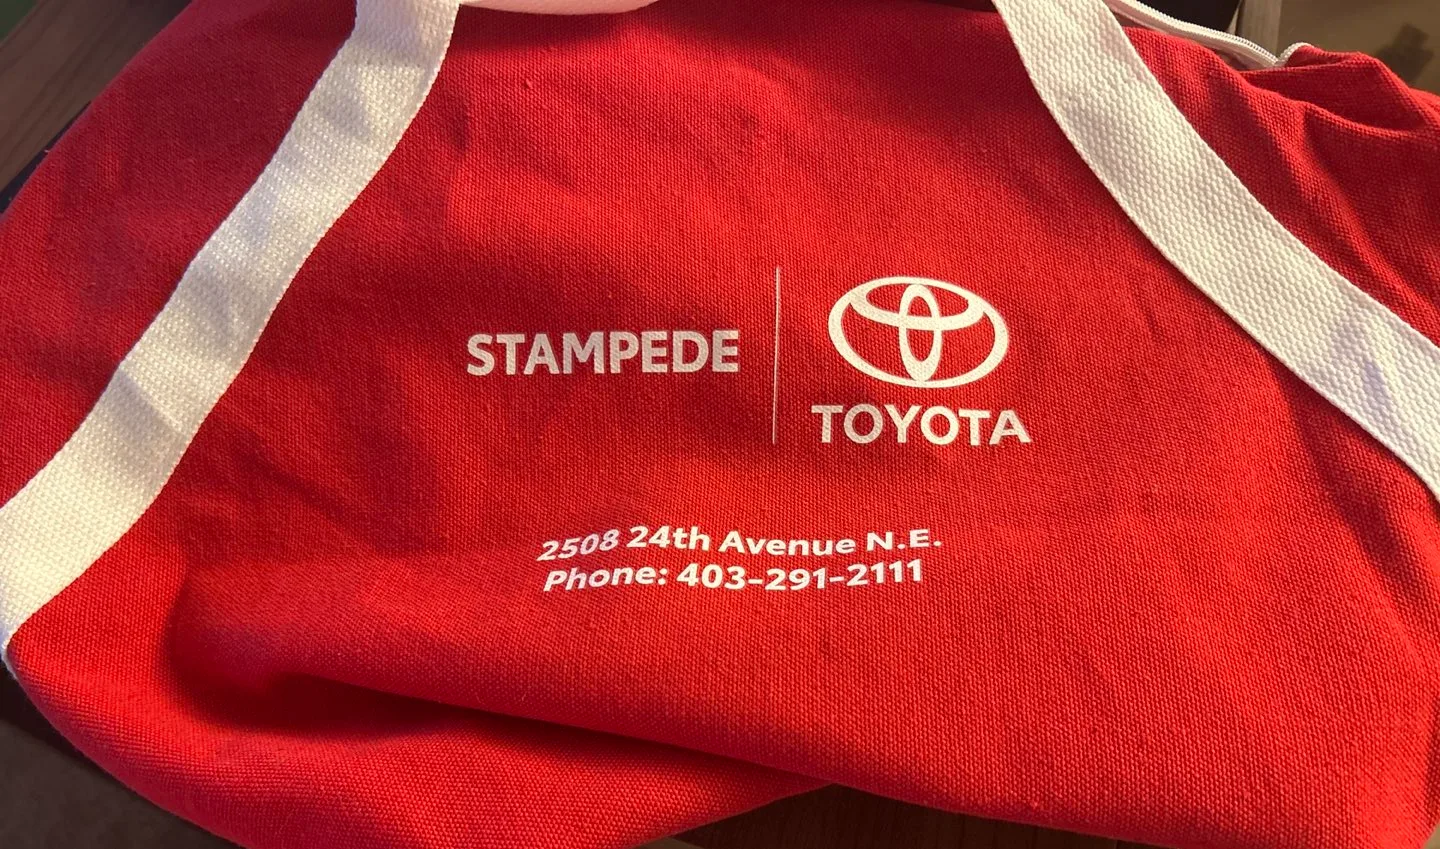 STAMPEDE
TOYOTA
2508 24th Avenue N.E.
Phone: 403-291-2111